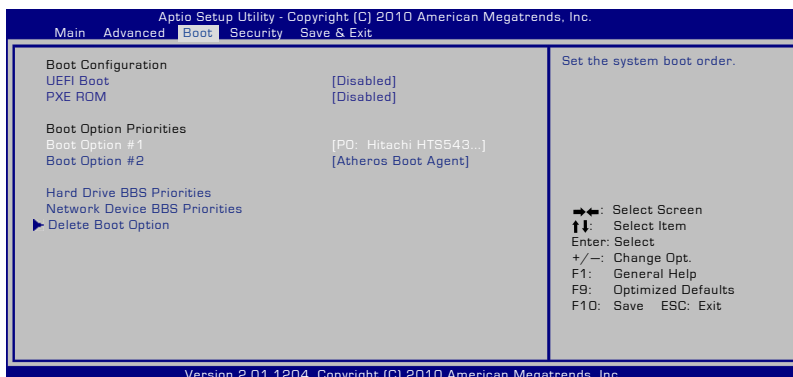 Aptio Setup Utility - Copyright (C) 2010 American Megatrends, Inc.
Main Advanced Boot Security Save & Exit
Boot Configuration
UEFI Boot [Disabled]
PXE ROM [Disabled]
Boot Option Priorities
Boot Option #1 [P0: Hitachi HTS543...]
Boot Option #2 [Atheros Boot Agent]
Hard Drive BBS Priorities
Network Device BBS Priorities
Delete Boot Option
Set the system boot order.
→←: Select Screen
↑↓: Select Item
Enter: Select
+/—: Change Opt.
F1: General Help
F9: Optimized Defaults
F10: Save ESC: Exit
Version 2.01.1204. Copyright (C) 2010 American Megatrends, Inc.